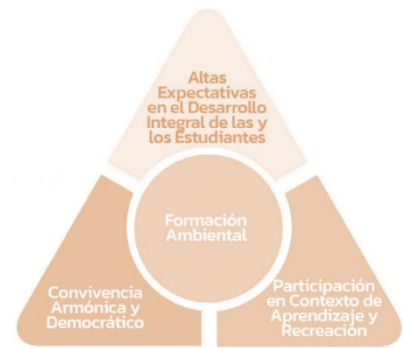 Altas
Expectativas
en el Desarrollo
Integral de las y
los Estudiantes
Formación
Ambiental
Convivencia
Armónica y
Democrático
Participación
en Contexto de
Aprendizaje y
Recreación